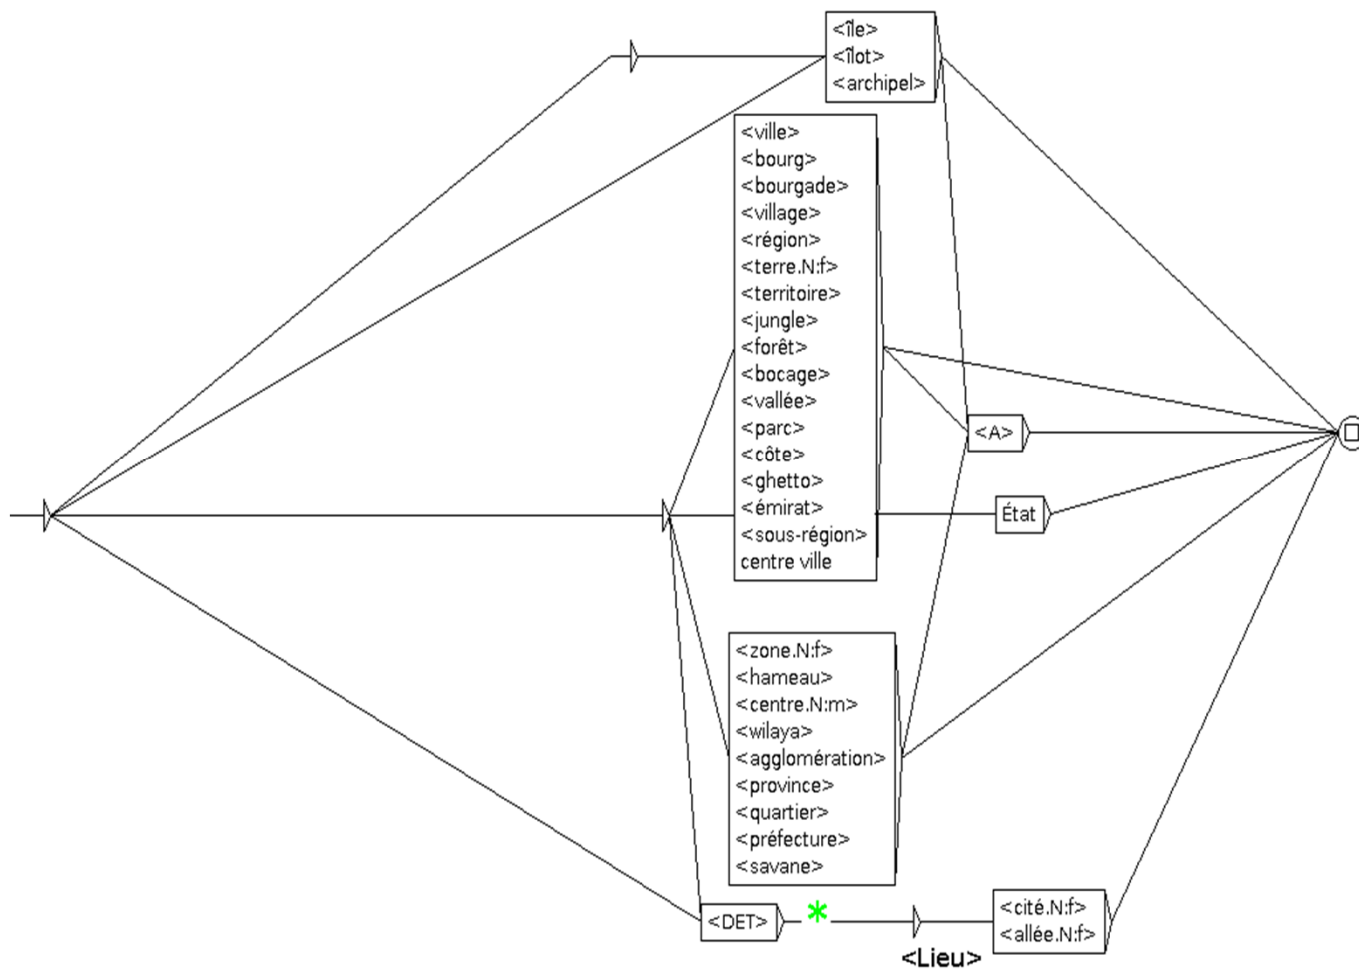 <île>
<îlot>
<archipel>
<ville>
<bourg>
<bourgade>
<village>
<région>
<terre.N:f>
<territoire>
<jungle>
<forêt>
<bocage>
<vallée>
<parc>
<côte>
<ghetto>
<émirat>
<sous-région>
centre ville
<A>
État
<zone.N:f>
<hameau>
<centre.N:m>
<wilaya>
<agglomération>
<province>
<quartier>
<préfecture>
<savane>
<DET>
*
<cité.N:f>
<allée.N:f>
<Lieu>